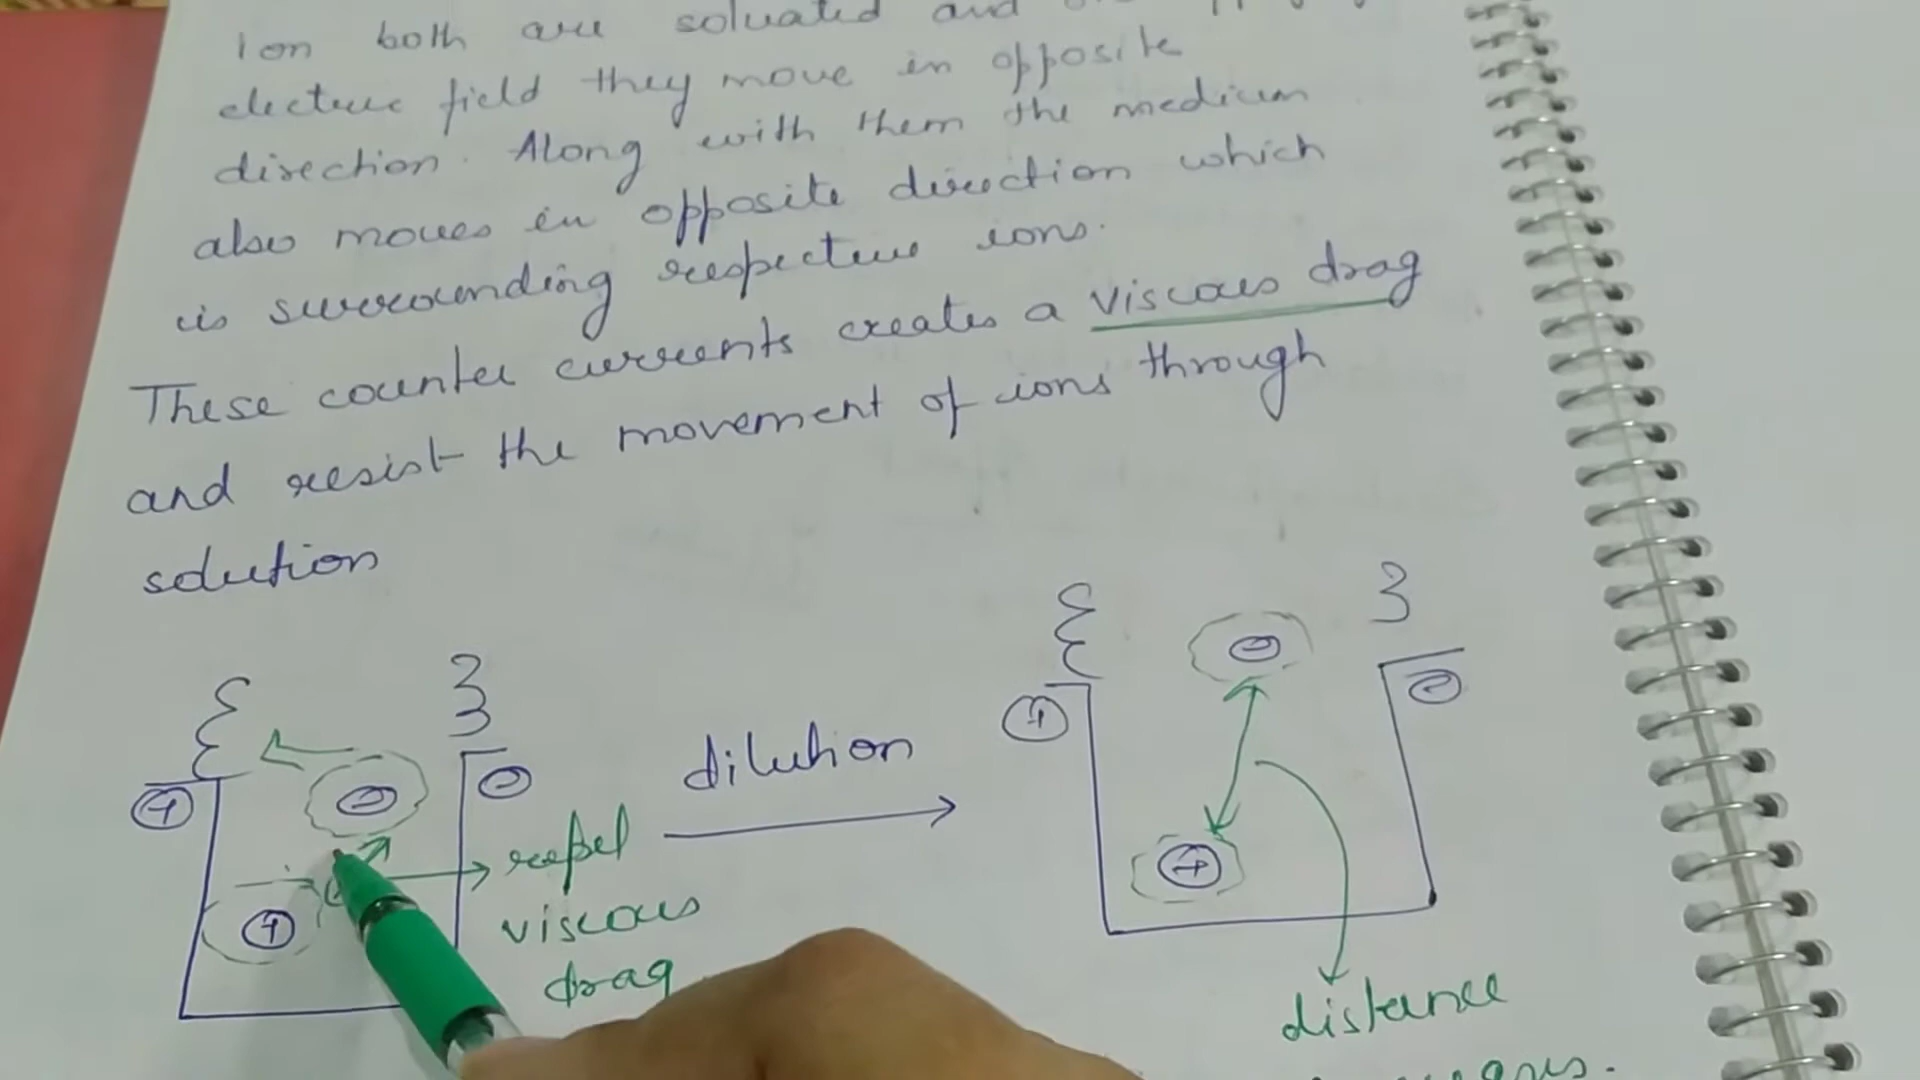 ion both are solvated and
electric field they move in opposite
direction. Along with them the medium
also moves in opposite direction which
is surrounding respective ions.
These counter currents creates a viscous drag
and resist the movement of ions through
solution
dilution
repel
viscous
drag
distance